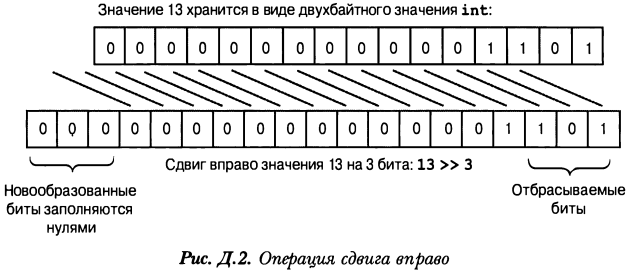 Значение 13 хранится в виде двухбайтного значения int:
0 0 0 0 0 0 0 0 0 0 0 0 1 1 0 1
0 0 0 0 0 0 0 0 0 0 0 0 0 0 0 1 1 0 1
Сдвиг вправо значения 13 на 3 бита: 13 >> 3
Новообразованные
биты заполняются
нулями
Отбрасываемые
биты
Рис. Д.2. Операция сдвига вправо